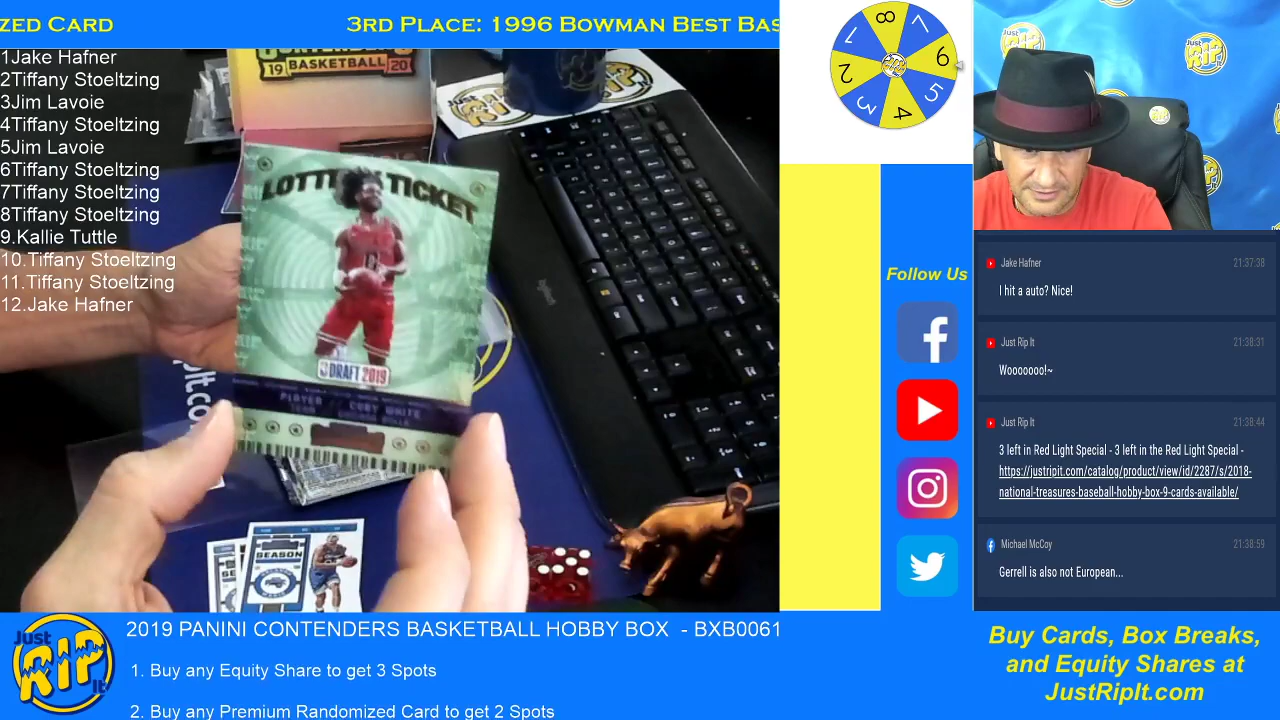 ZED CARD
3RD PLACE: 1996 BOWMAN BEST BAS
1Jake Hafner
2Tiffany Stoeltzing
3Jim Lavoie
4Tiffany Stoeltzing
5Jim Lavoie
6Tiffany Stoeltzing
7Tiffany Stoeltzing
8Tiffany Stoeltzing
9.Kallie Tuttle
10.Tiffany Stoeltzing
11.Tiffany Stoeltzing
12.Jake Hafner
19 BASKETBALL 20
TICKET
DRAFT 2019
PLAYER // COBY WHITE
TEAM // CHICAGO BULLS
SEASON
8
7
6
5
4
3
2
1
Follow Us
Jake Hafner 21:37:38
I hit a auto? Nice!
Just Rip It 21:38:31
Wooooooo!~
Just Rip It 21:38:44
3 left in Red Light Special - 3 left in the Red Light Special -
https://justripit.com/catalog/product/view/id/2287/s/2018-
national-treasures-baseball-hobby-box-9-cards-available/
Michael McCoy 21:38:59
Gerrell is also not European...
Just
RIP
It
2019 PANINI CONTENDERS BASKETBALL HOBBY BOX - BXB0061
1. Buy any Equity Share to get 3 Spots
2. Buy any Premium Randomized Card to get 2 Spots
Buy Cards, Box Breaks,
and Equity Shares at
JustRipIt.com